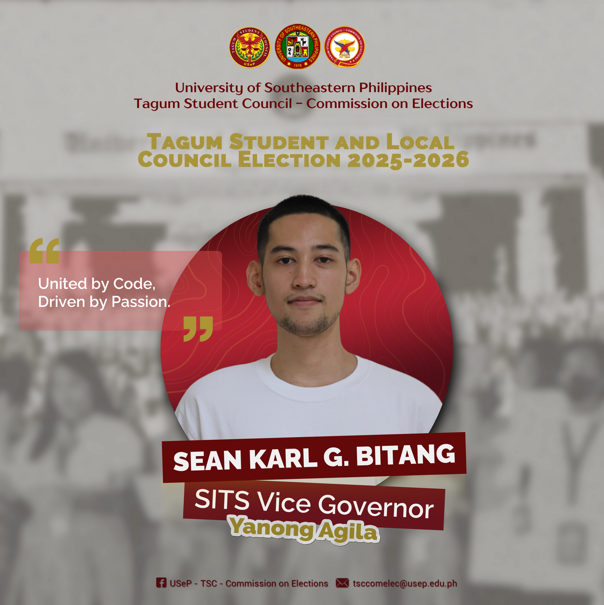 University of Southeastern Philippines
Tagum Student Council – Commission on Elections
Tagum Student and Local
Council Election 2025-2026
“
United by Code,
Driven by Passion.
”
SEAN KARL G. BITANG
SITS Vice Governor
Yanong Agila
USeP - TSC - Commission on Elections tsccomelec@usep.edu.ph